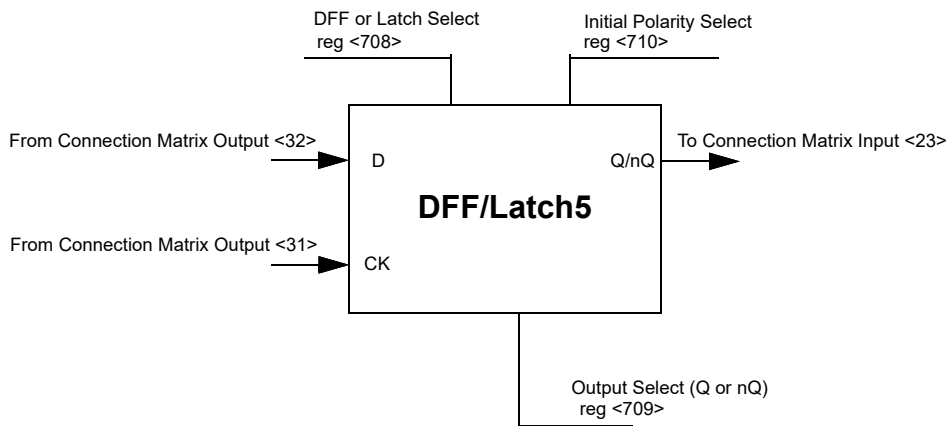 DFF or Latch Select
reg <708>
Initial Polarity Select
reg <710>
From Connection Matrix Output <32>
D
Q/nQ
To Connection Matrix Input <23>
DFF/Latch5
From Connection Matrix Output <31>
CK
Output Select (Q or nQ)
reg <709>